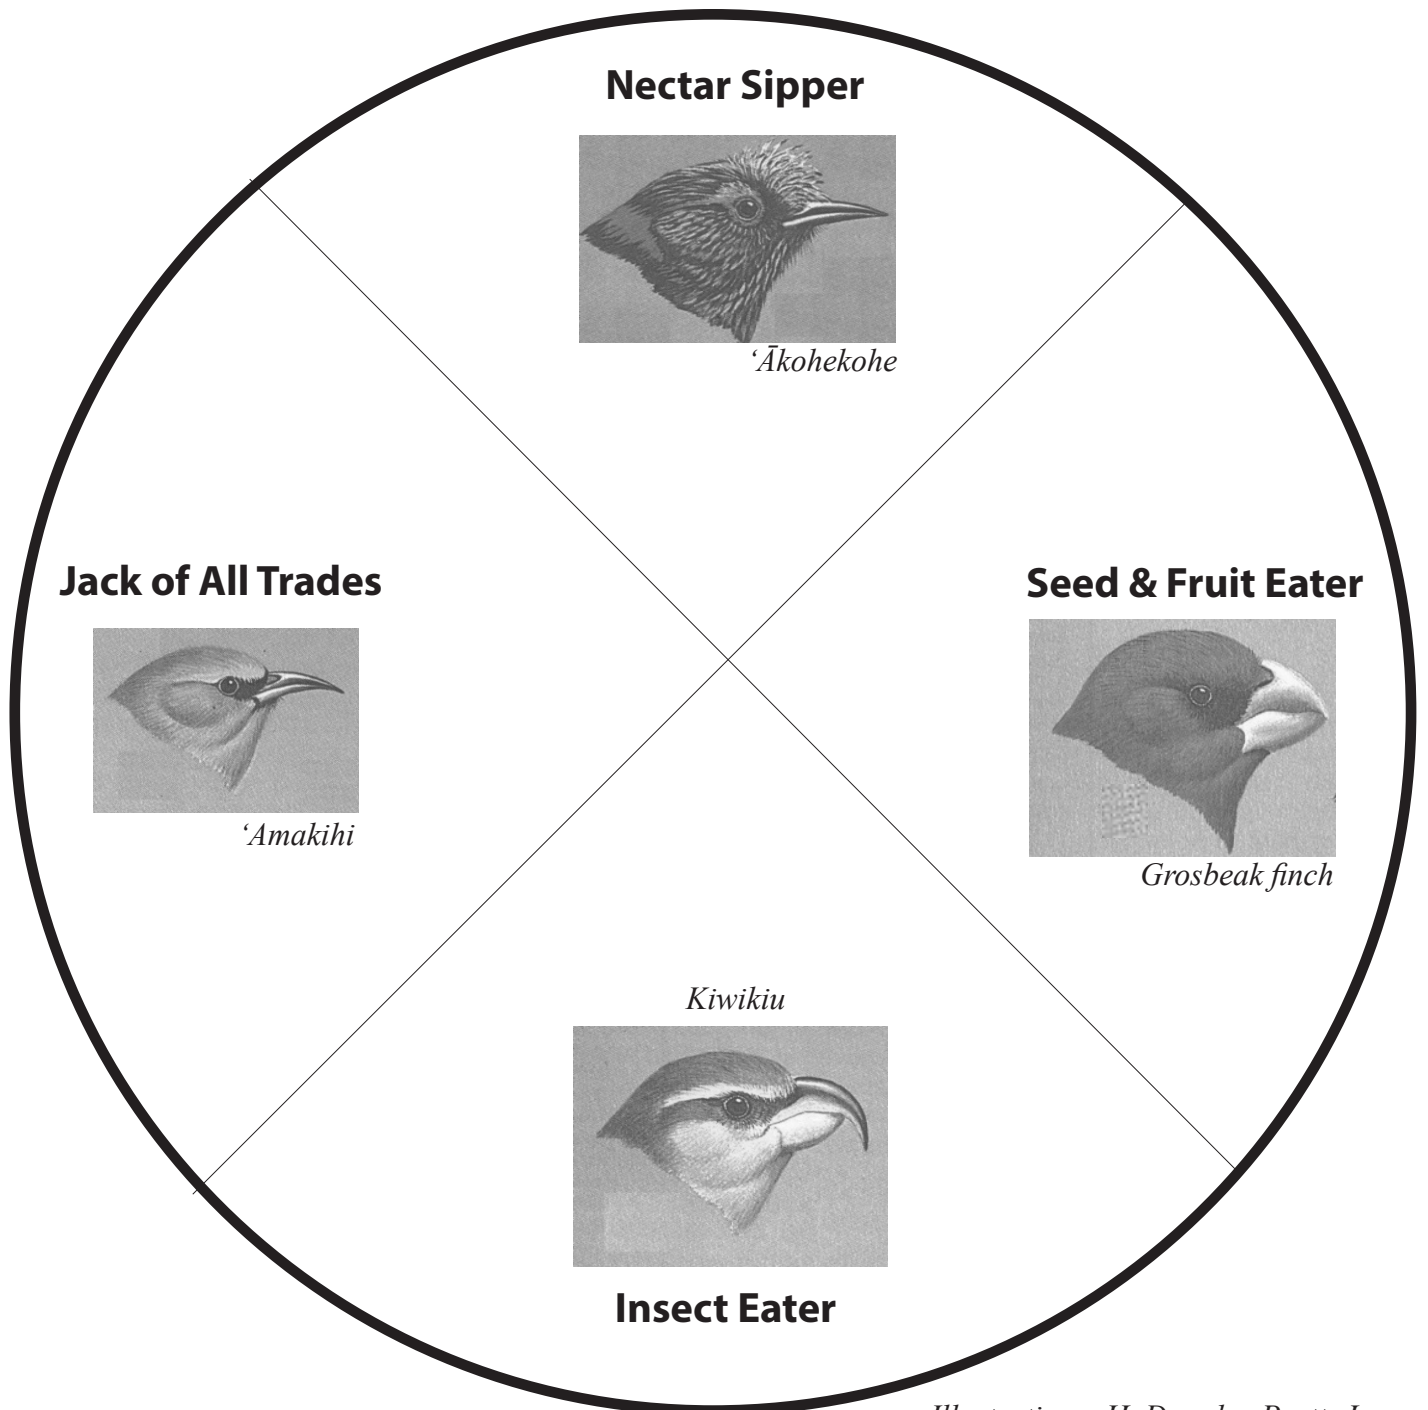 Nectar Sipper
‘Ākohekohe
Jack of All Trades
‘Amakihi
Seed & Fruit Eater
Grosbeak finch
Kiwikiu
Insect Eater